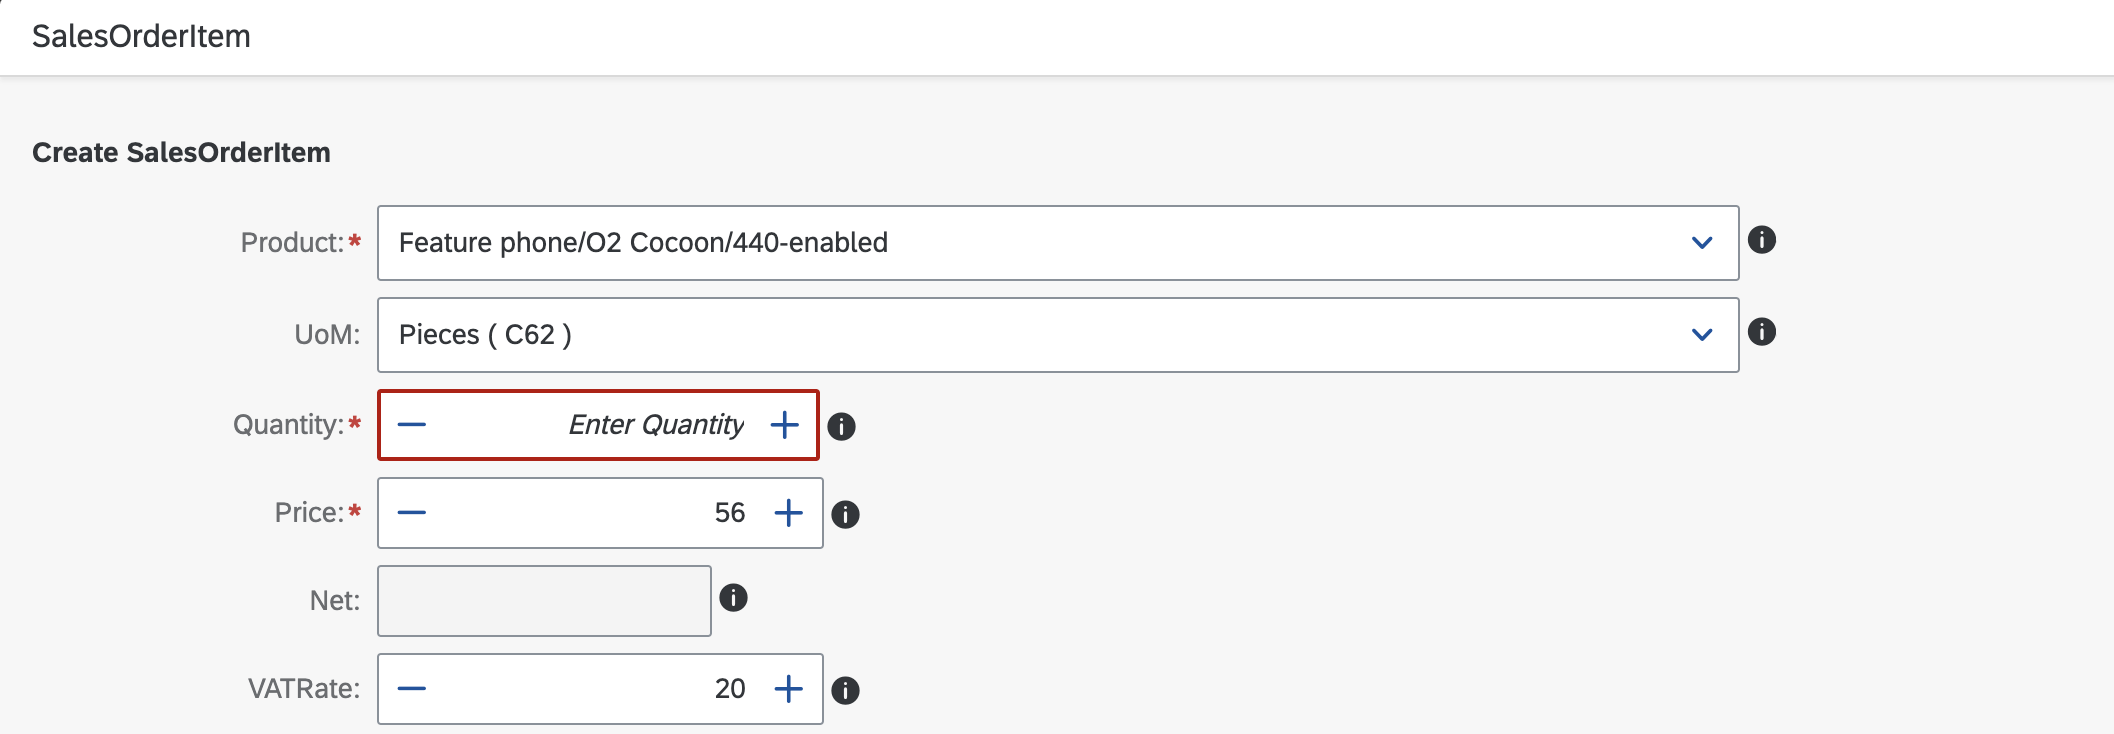 SalesOrderItem
Create SalesOrderItem
Product:* Feature phone/O2 Cocoon/440-enabled
UoM: Pieces ( C62 )
Quantity:* Enter Quantity
Price:* 56
Net:
VATRate: 20